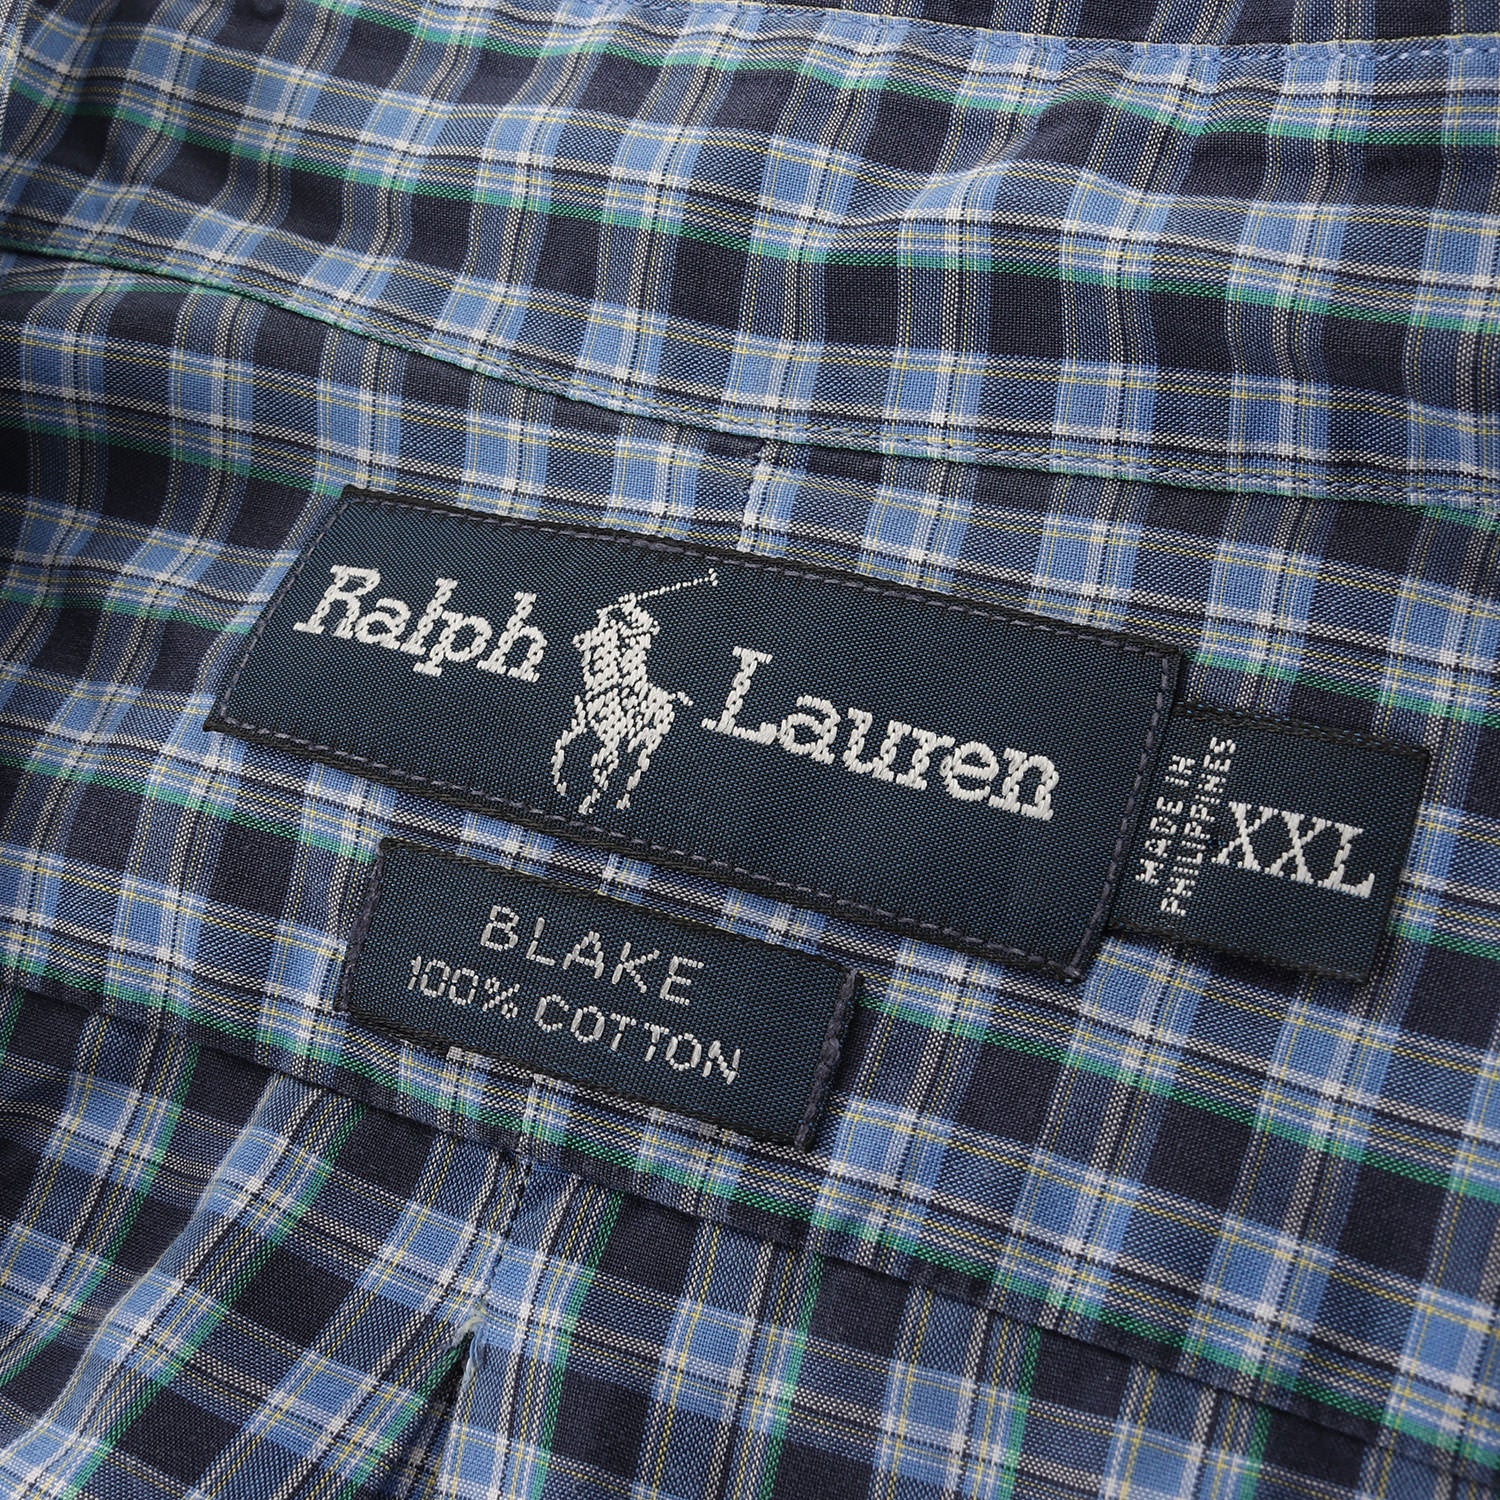 Ralph Lauren
MADE IN
PHILIPPINES
XXL
BLAKE
100% COTTON